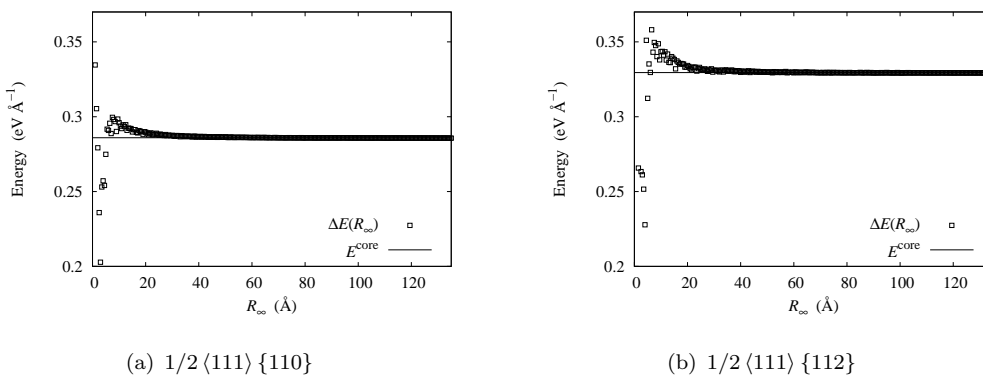 0.35
0.3
0.25
0.2
Energy (eV Å⁻¹)
ΔE(R∞)
E^core
0 20 40 60 80 100 120
R∞ (Å)
(a) 1/2 ⟨111⟩ {110}
0.35
0.3
0.25
0.2
Energy (eV Å⁻¹)
ΔE(R∞)
E^core
0 20 40 60 80 100 120
R∞ (Å)
(b) 1/2 ⟨111⟩ {112}